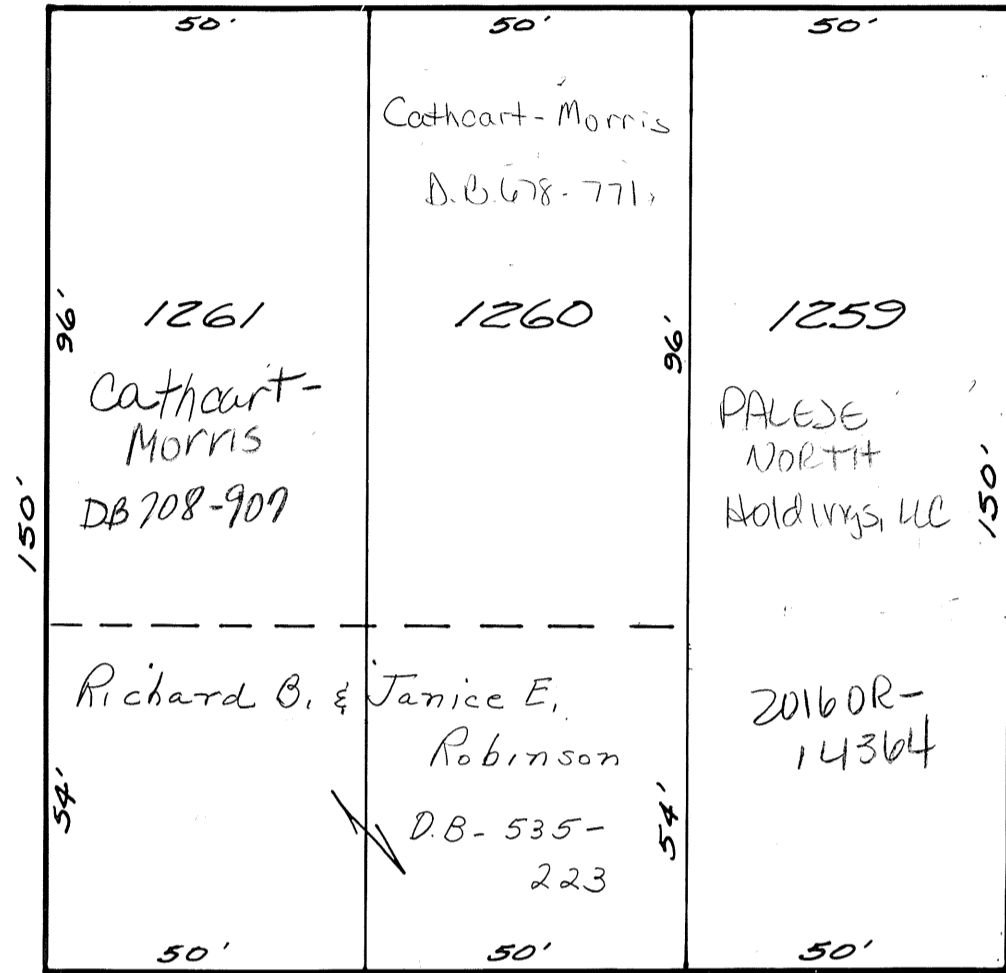 50'
50'
50'
Cathcart-Morris
D.B. 678-771
96'
1261
1260
96'
1259
Cathcart-
Morris
DB 708-907
PALEJE
NORTH
Holdings, LLC
150'
150'
Richard B. & Janice E.
Robinson
2016OR-
14364
54'
D.B- 535-
223
54'
50'
50'
50'